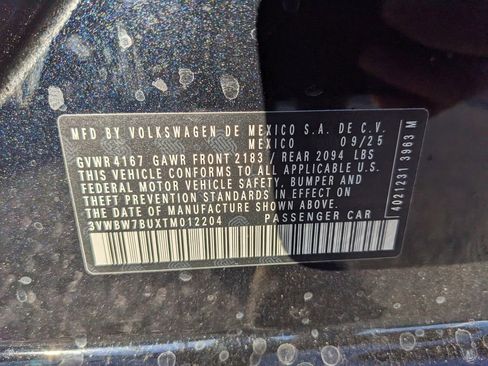 MFD BY VOLKSWAGEN DE MEXICO S.A. DE C.V.
MEXICO 09/25
GVWR 4167 GAWR FRONT 2183 / REAR 2094 LBS
THIS VEHICLE CONFORMS TO ALL APPLICABLE U.S.
FEDERAL MOTOR VEHICLE SAFETY, BUMPER, AND
THEFT PREVENTION STANDARDS IN EFFECT ON
THE DATE OF MANUFACTURE SHOWN ABOVE.
3VWBW7BUXTM012204 PASSENGER CAR
4021231 3963 M